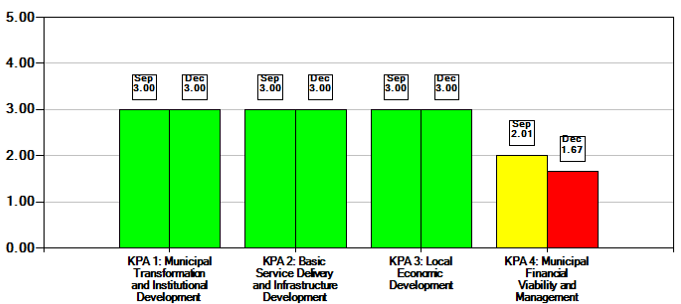 5.00
4.00
3.00
2.00
1.00
0.00
Sep
3.00
Dec
3.00
Sep
3.00
Dec
3.00
Sep
3.00
Dec
3.00
Sep
2.01
Dec
1.67
KPA 1: Municipal
Transformation
and Institutional
Development
KPA 2: Basic
Service Delivery
and Infrastructure
Development
KPA 3: Local
Economic
Development
KPA 4: Municipal
Financial
Viability and
Management